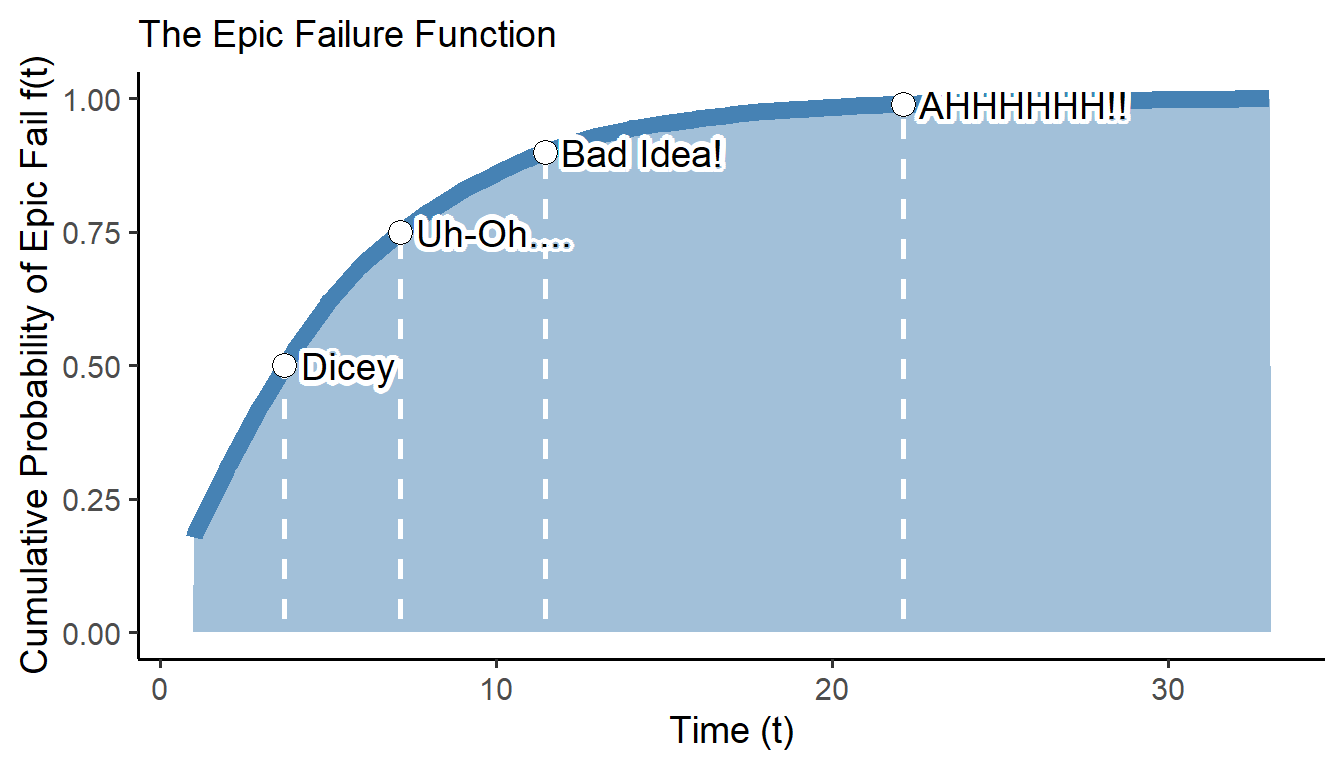 The Epic Failure Function
Cumulative Probability of Epic Fail f(t)
1.00
0.75
0.50
0.25
0.00
AHHHHHH!!
Bad Idea!
Uh-Oh....
Dicey
0
10
20
30
Time (t)